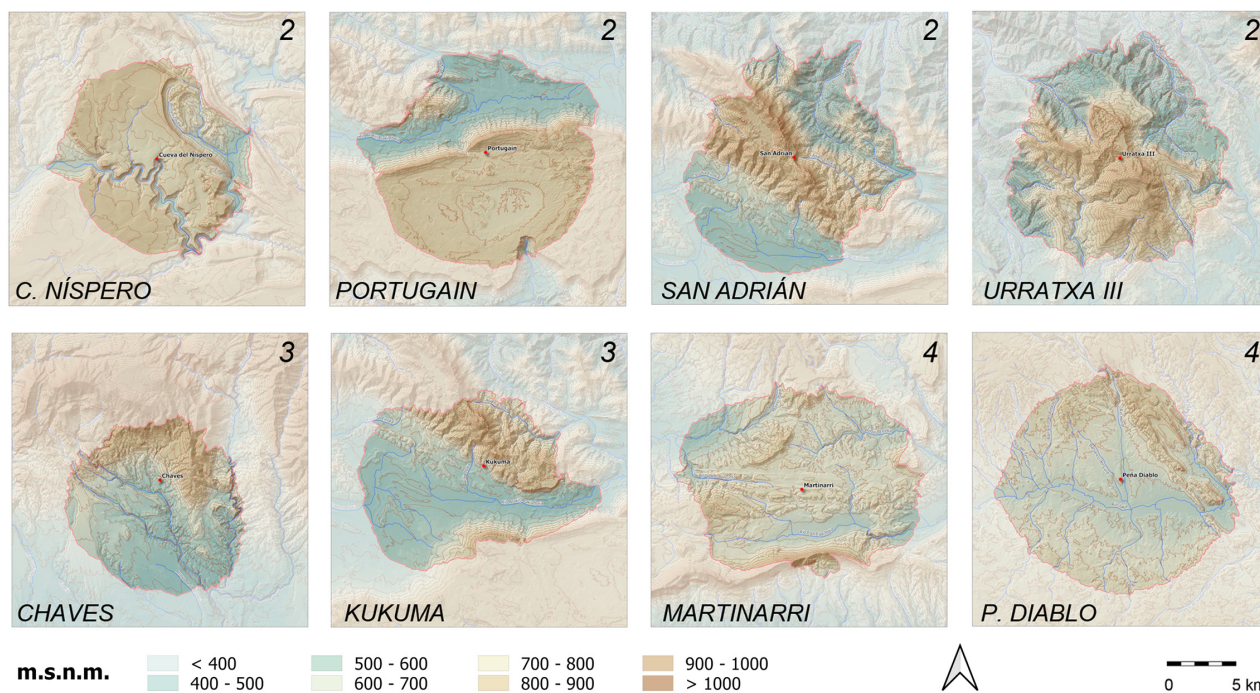 2
Cueva del Níspero
C. NÍSPERO
2
Portugain
PORTUGAIN
2
San Adrián
SAN ADRIÁN
2
Urratxa III
URRATXA III
3
Chaves
CHAVES
3
Kukuma
KUKUMA
4
Martinarri
MARTINARRI
4
Peña Diablo
P. DIABLO
m.s.n.m.
< 400
500 - 600
700 - 800
900 - 1000
400 - 500
600 - 700
800 - 900
> 1000
0 5 km